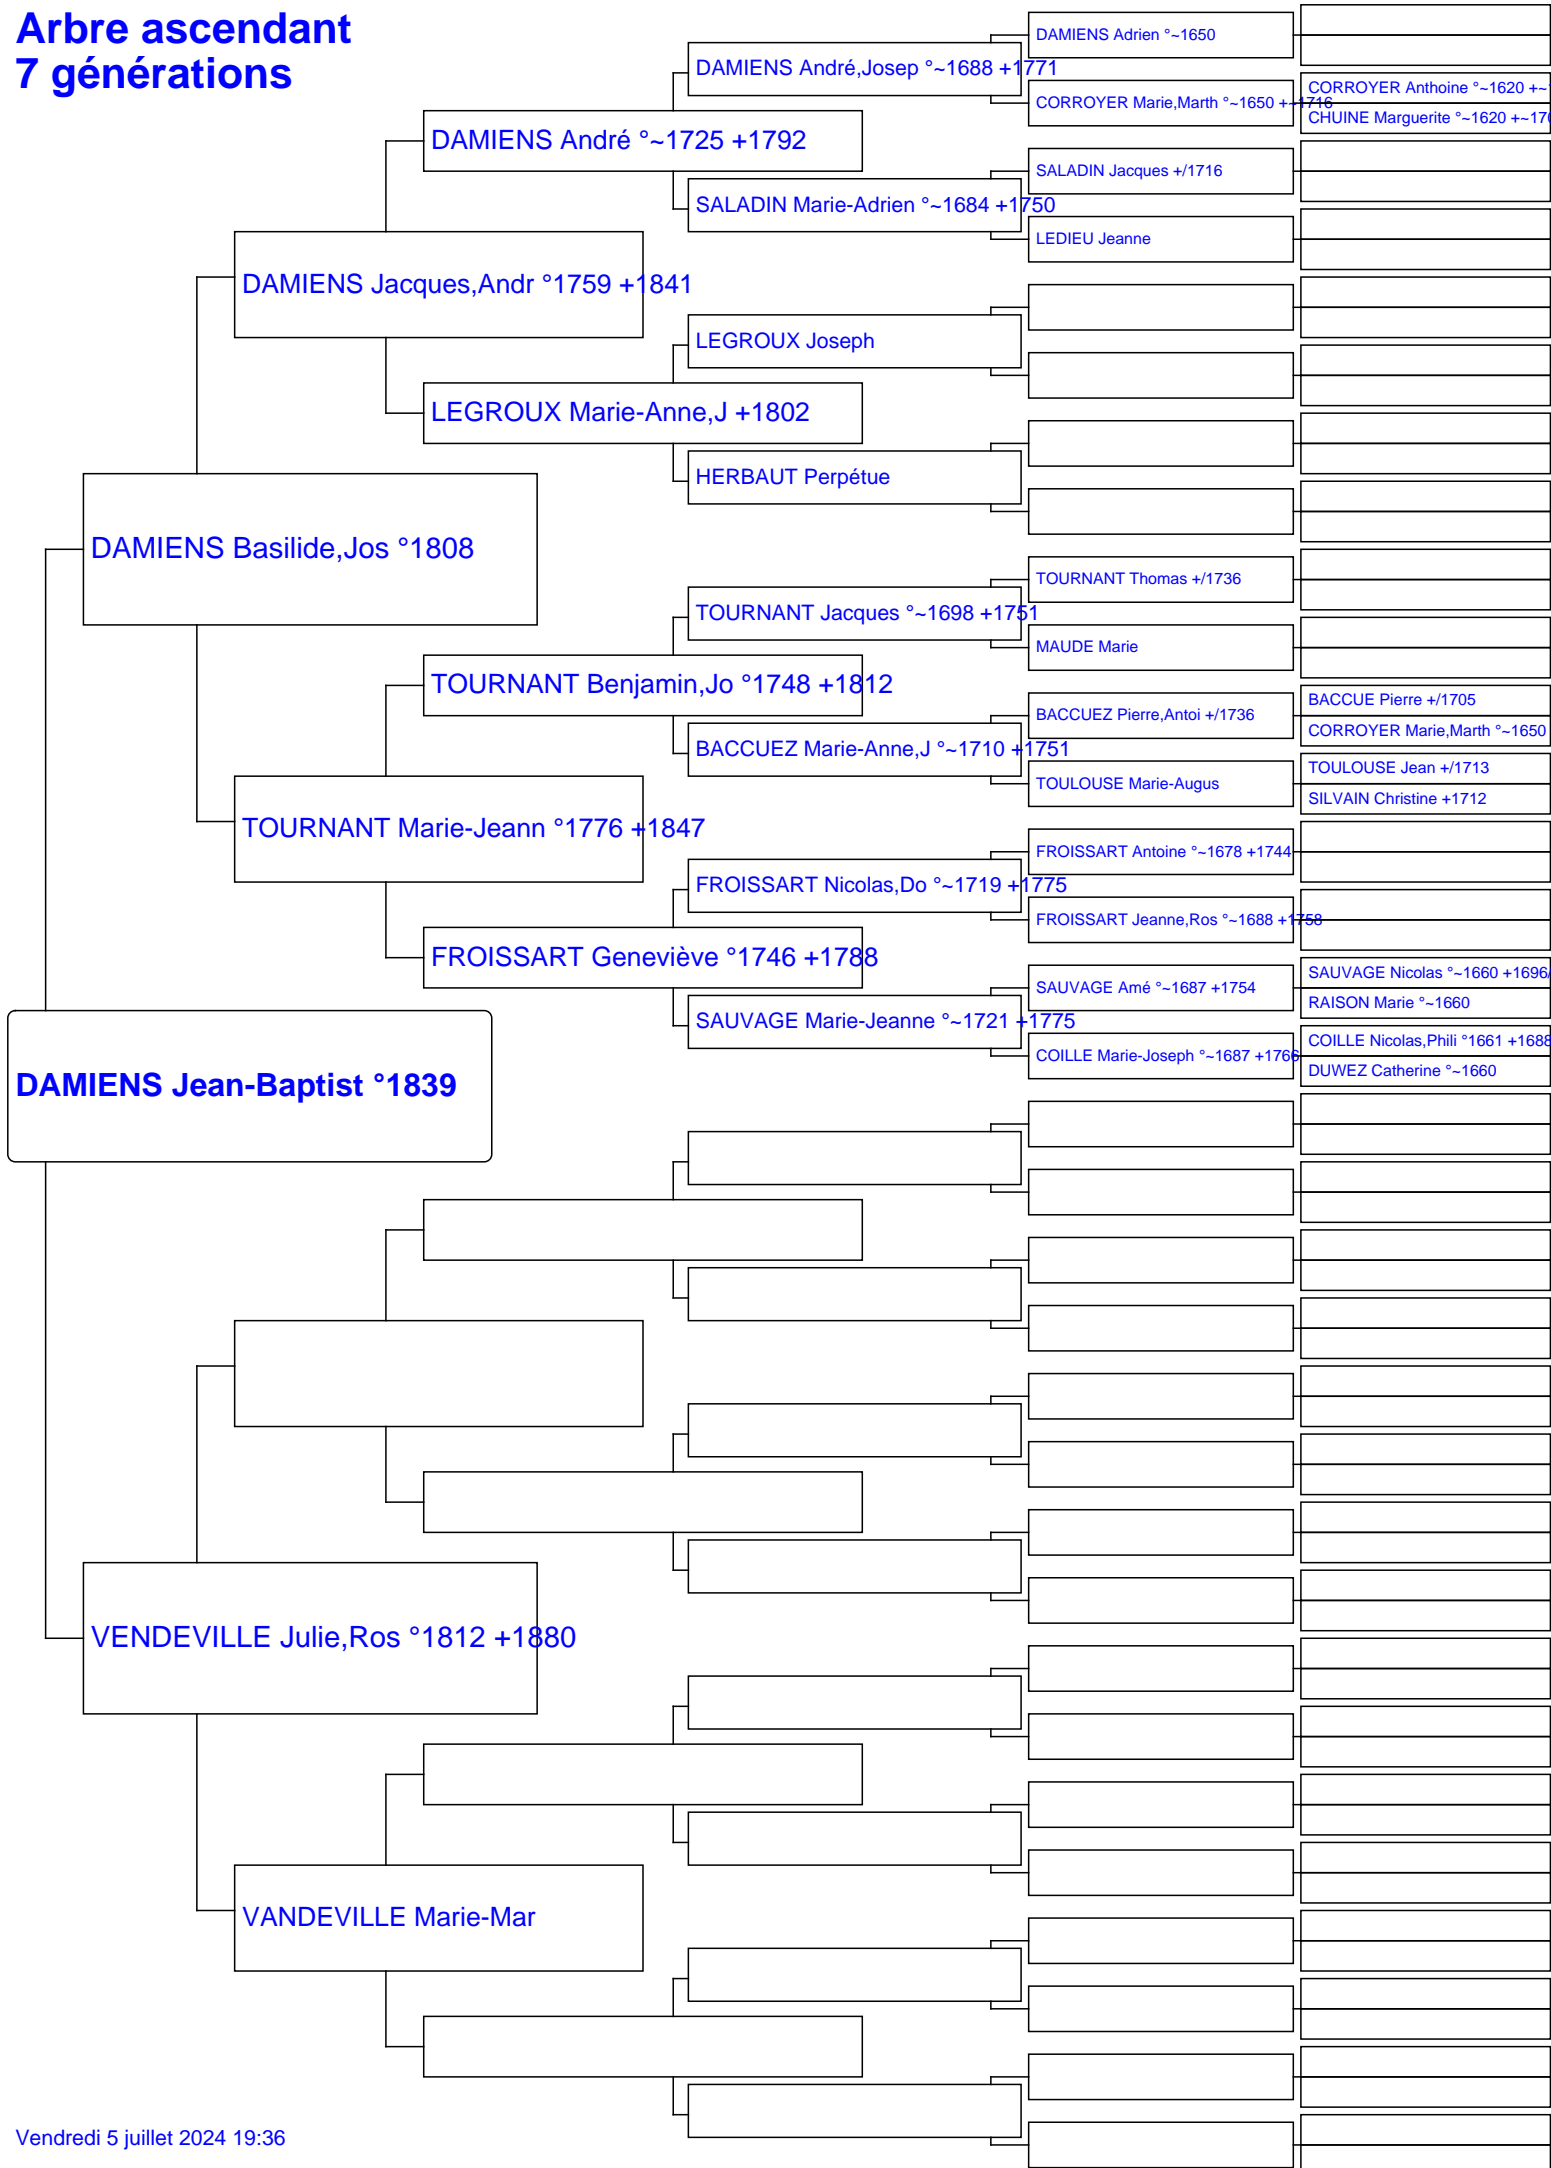 Arbre ascendant
7 générations
DAMIENS Jean-Baptist °1839
DAMIENS Basilide,Jos °1808
VENDEVILLE Julie,Ros °1812 +1880
DAMIENS Jacques,Andr °1759 +1841
TOURNANT Marie-Jeann °1776 +1847
VANDEVILLE Marie-Mar
DAMIENS André °~1725 +1792
LEGROUX Marie-Anne,J +1802
TOURNANT Benjamin,Jo °1748 +1812
FROISSART Geneviève °1746 +1788
DAMIENS André,Josep °~1688 +1771
SALADIN Marie-Adrien °~1684 +1750
LEGROUX Joseph
HERBAUT Perpétue
TOURNANT Jacques °~1698 +1751
BACCUEZ Marie-Anne,J °~1710 +1751
FROISSART Nicolas,Do °~1719 +1775
SAUVAGE Marie-Jeanne °~1721 +1775
DAMIENS Adrien °~1650
CORROYER Marie,Marth °~1650 +~1716
SALADIN Jacques +/1716
LEDIEU Jeanne
TOURNANT Thomas +/1736
MAUDE Marie
BACCUEZ Pierre,Antoi +/1736
TOULOUSE Marie-Augus
FROISSART Antoine °~1678 +1744
FROISSART Jeanne,Ros °~1688 +1758
SAUVAGE Amé °~1687 +1754
COILLE Marie-Joseph °~1687 +1766
CORROYER Anthoine °~1620 +~
CHUINE Marguerite °~1620 +~170
BACCUE Pierre +/1705
CORROYER Marie,Marth °~1650
TOULOUSE Jean +/1713
SILVAIN Christine +1712
SAUVAGE Nicolas °~1660 +1696/
RAISON Marie °~1660
COILLE Nicolas,Phili °1661 +1688
DUWEZ Catherine °~1660
Vendredi 5 juillet 2024 19:36